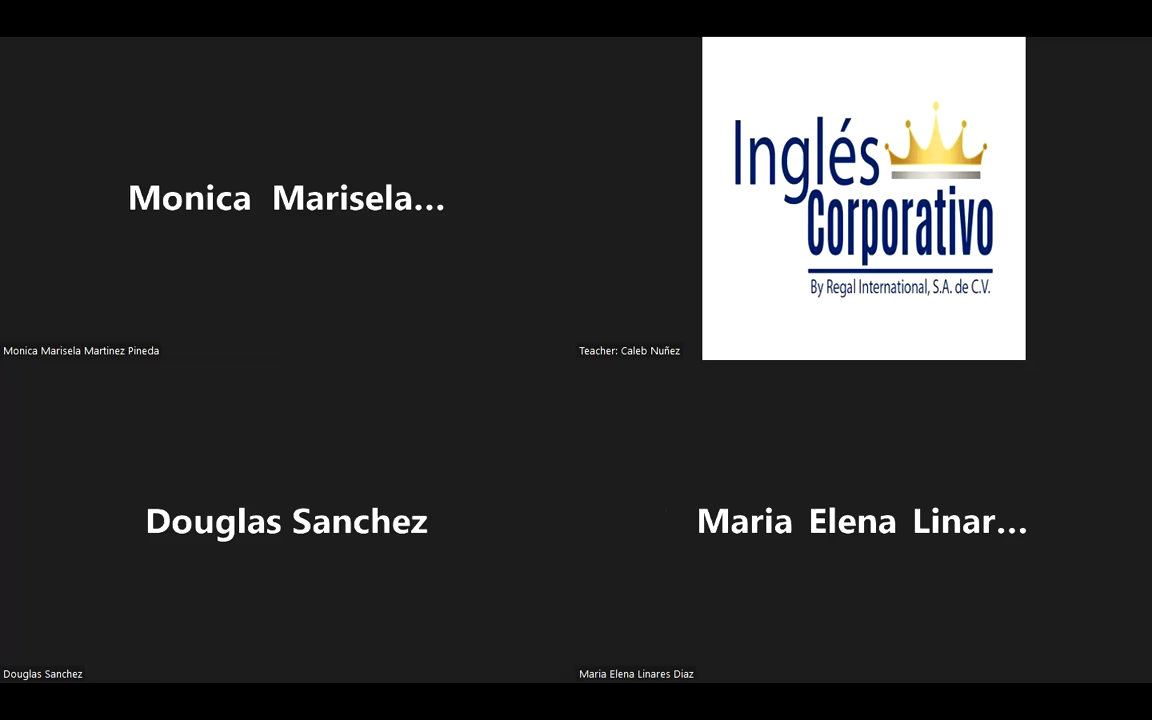 Monica Marisela...
Monica Marisela Martinez Pineda
Inglés
Corporativo
By Regal International, S.A. de C.V.
Teacher: Caleb Nuñez
Douglas Sanchez
Douglas Sanchez
Maria Elena Linar...
Maria Elena Linares Diaz